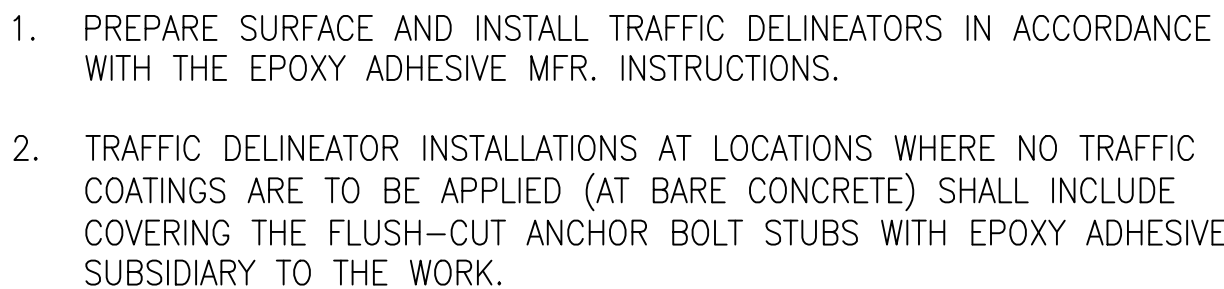 1. PREPARE SURFACE AND INSTALL TRAFFIC DELINEATORS IN ACCORDANCE
WITH THE EPOXY ADHESIVE MFR. INSTRUCTIONS.
2. TRAFFIC DELINEATOR INSTALLATIONS AT LOCATIONS WHERE NO TRAFFIC
COATINGS ARE TO BE APPLIED (AT BARE CONCRETE) SHALL INCLUDE
COVERING THE FLUSH-CUT ANCHOR BOLT STUBS WITH EPOXY ADHESIVE
SUBSIDIARY TO THE WORK.